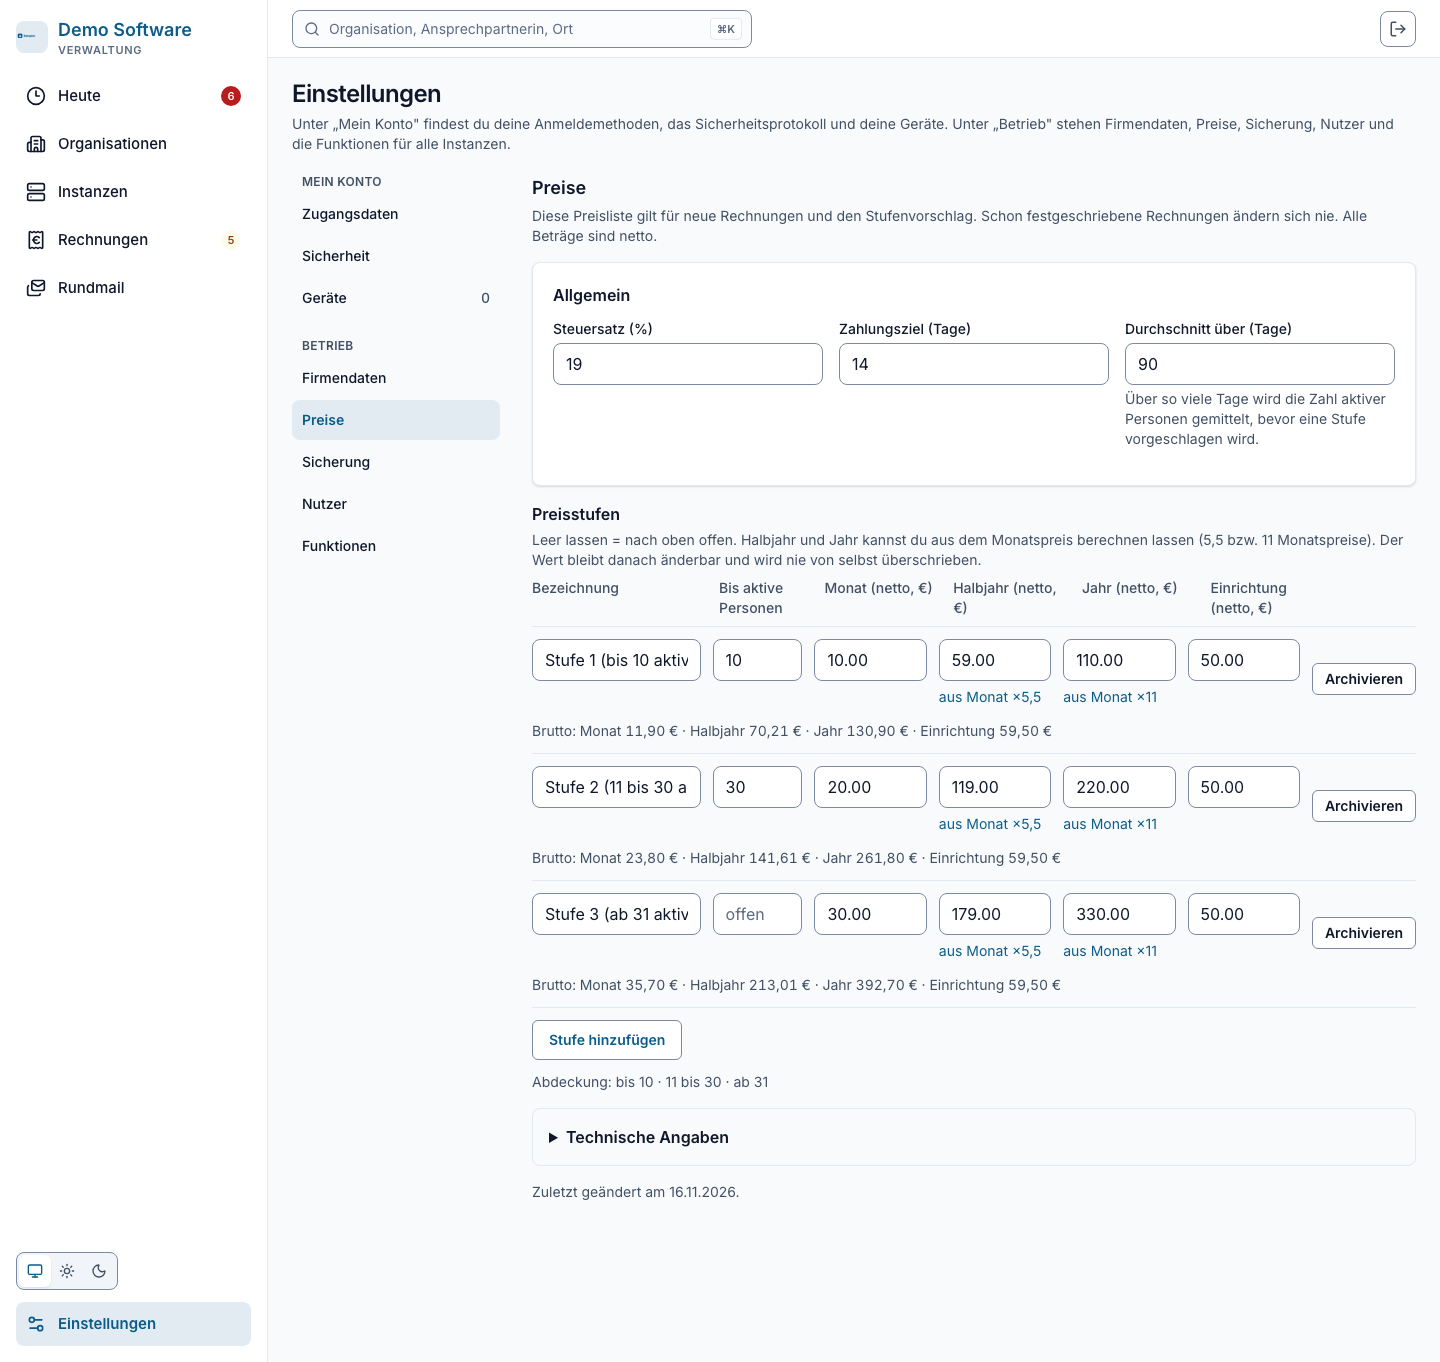 Demo Software
VERWALTUNG
Heute 6
Organisationen
Instanzen
Rechnungen 5
Rundmail
Einstellungen
Organisation, Ansprechpartnerin, Ort ⌘K
Einstellungen
Unter „Mein Konto" findest du deine Anmeldemethoden, das Sicherheitsprotokoll und deine Geräte. Unter „Betrieb" stehen Firmendaten, Preise, Sicherung, Nutzer und
die Funktionen für alle Instanzen.
MEIN KONTO
Zugangsdaten
Sicherheit
Geräte 0
BETRIEB
Firmendaten
Preise
Sicherung
Nutzer
Funktionen
Preise
Diese Preisliste gilt für neue Rechnungen und den Stufenvorschlag. Schon festgeschriebene Rechnungen ändern sich nie. Alle
Beträge sind netto.
Allgemein
Steuersatz (%) Zahlungsziel (Tage) Durchschnitt über (Tage)
19 14 90
Über so viele Tage wird die Zahl aktiver
Personen gemittelt, bevor eine Stufe
vorgeschlagen wird.
Preisstufen
Leer lassen = nach oben offen. Halbjahr und Jahr kannst du aus dem Monatspreis berechnen lassen (5,5 bzw. 11 Monatspreise). Der
Wert bleibt danach änderbar und wird nie von selbst überschrieben.
Bezeichnung Bis aktive Monat (netto, €) Halbjahr (netto, Jahr (netto, €) Einrichtung
Personen €) (netto, €)
Stufe 1 (bis 10 aktiv 10 10.00 59.00 110.00 50.00 Archivieren
aus Monat ×5,5 aus Monat ×11
Brutto: Monat 11,90 € · Halbjahr 70,21 € · Jahr 130,90 € · Einrichtung 59,50 €
Stufe 2 (11 bis 30 a 30 20.00 119.00 220.00 50.00 Archivieren
aus Monat ×5,5 aus Monat ×11
Brutto: Monat 23,80 € · Halbjahr 141,61 € · Jahr 261,80 € · Einrichtung 59,50 €
Stufe 3 (ab 31 aktiv offen 30.00 179.00 330.00 50.00 Archivieren
aus Monat ×5,5 aus Monat ×11
Brutto: Monat 35,70 € · Halbjahr 213,01 € · Jahr 392,70 € · Einrichtung 59,50 €
Stufe hinzufügen
Abdeckung: bis 10 · 11 bis 30 · ab 31
Technische Angaben
Zuletzt geändert am 16.11.2026.